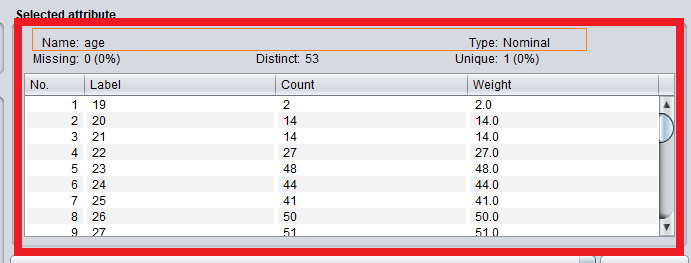 Selected attribute
Name: age Type: Nominal
Missing: 0 (0%) Distinct: 53 Unique: 1 (0%)
No. Label Count Weight
1 19 2 2.0
2 20 14 14.0
3 21 14 14.0
4 22 27 27.0
5 23 48 48.0
6 24 44 44.0
7 25 41 41.0
8 26 50 50.0
9 27 51 51.0